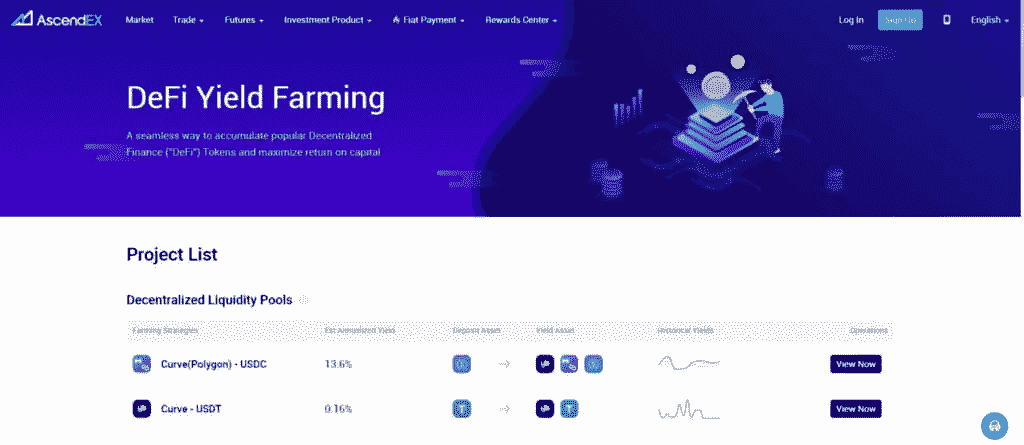 AscendEX Market Trade Futures Investment Product Fiat Payment Rewards Center Log In Sign Up English
DeFi Yield Farming
A seamless way to accumulate popular Decentralized
Finance ("DeFi") Tokens and maximize return on capital
Project List
Decentralized Liquidity Pools
Farming Strategies Est Annualized Yield Deposit Asset Yield Asset Historical Yields Operations
Curve(Polygon) - USDC 13.6% View Now
Curve - USDT View Now